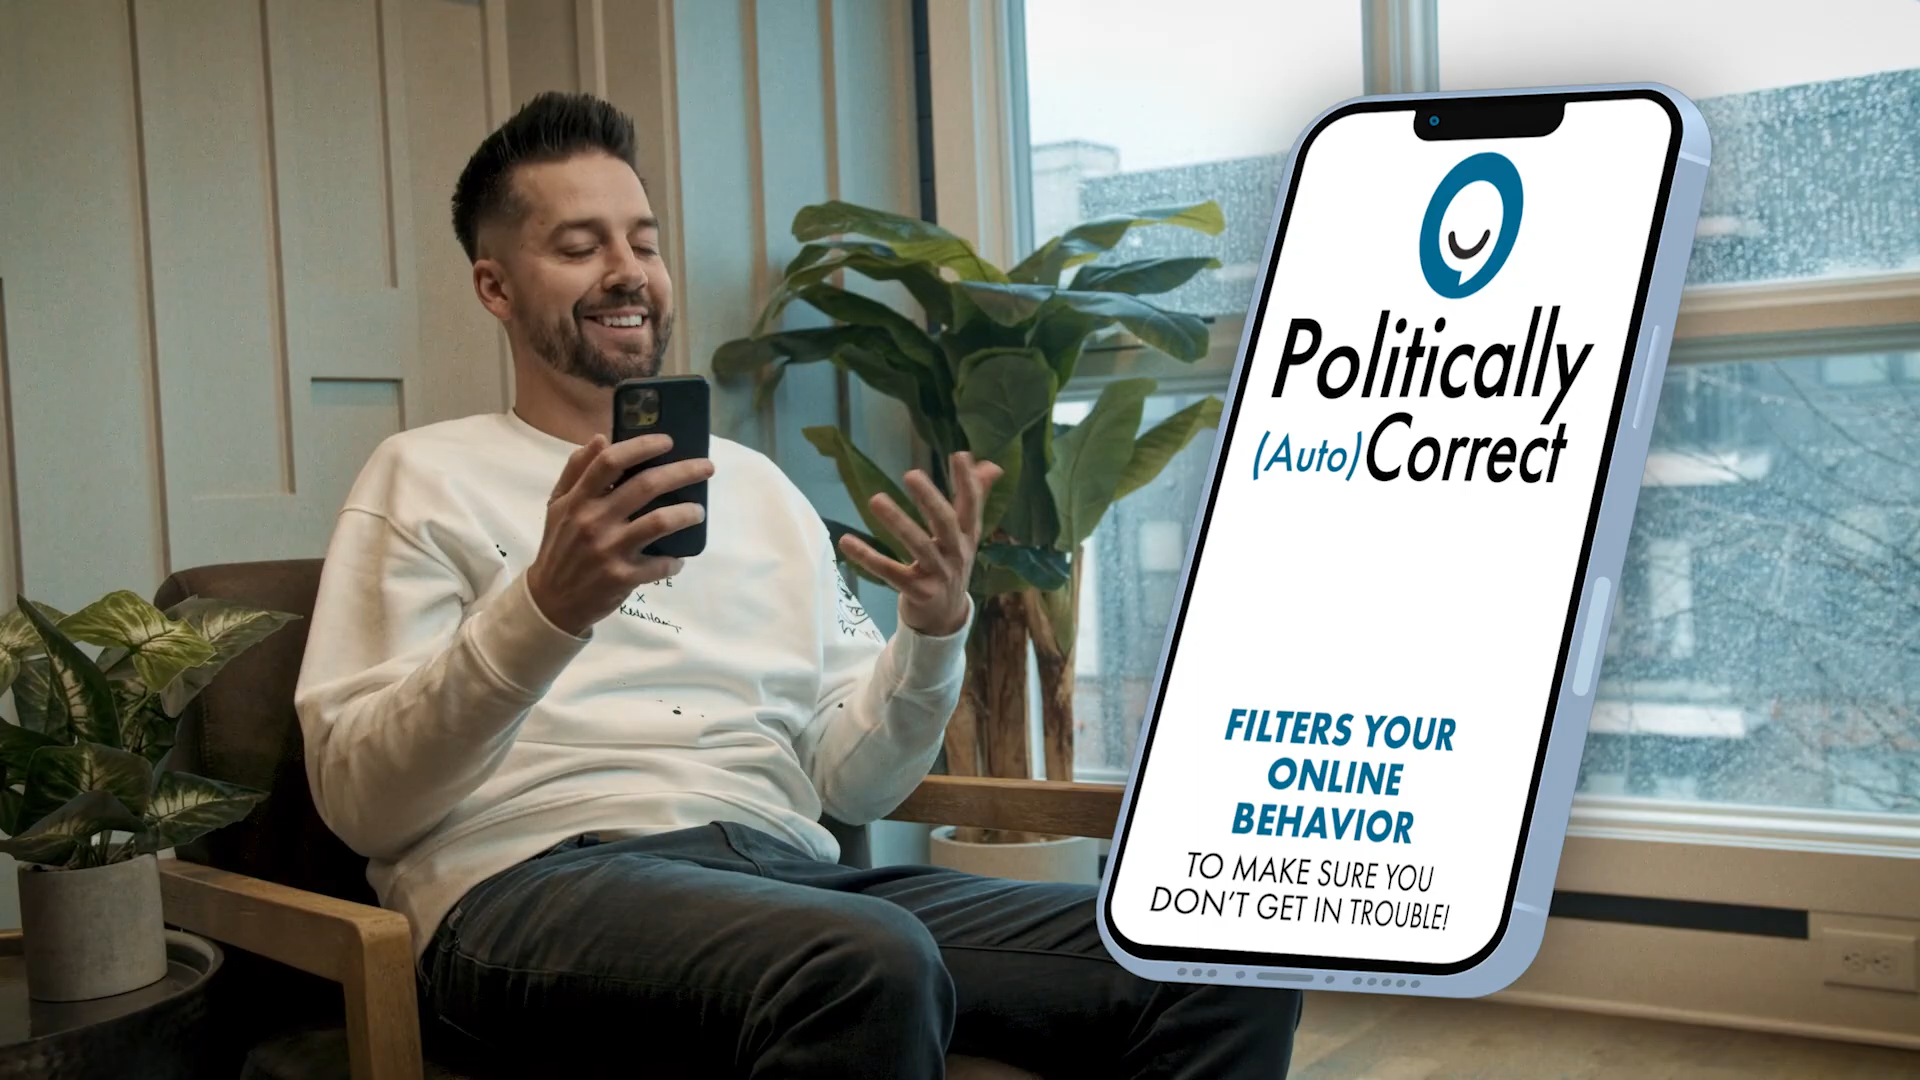 Politically
(Auto)Correct
FILTERS YOUR
ONLINE
BEHAVIOR
TO MAKE SURE YOU
DON'T GET IN TROUBLE!
X